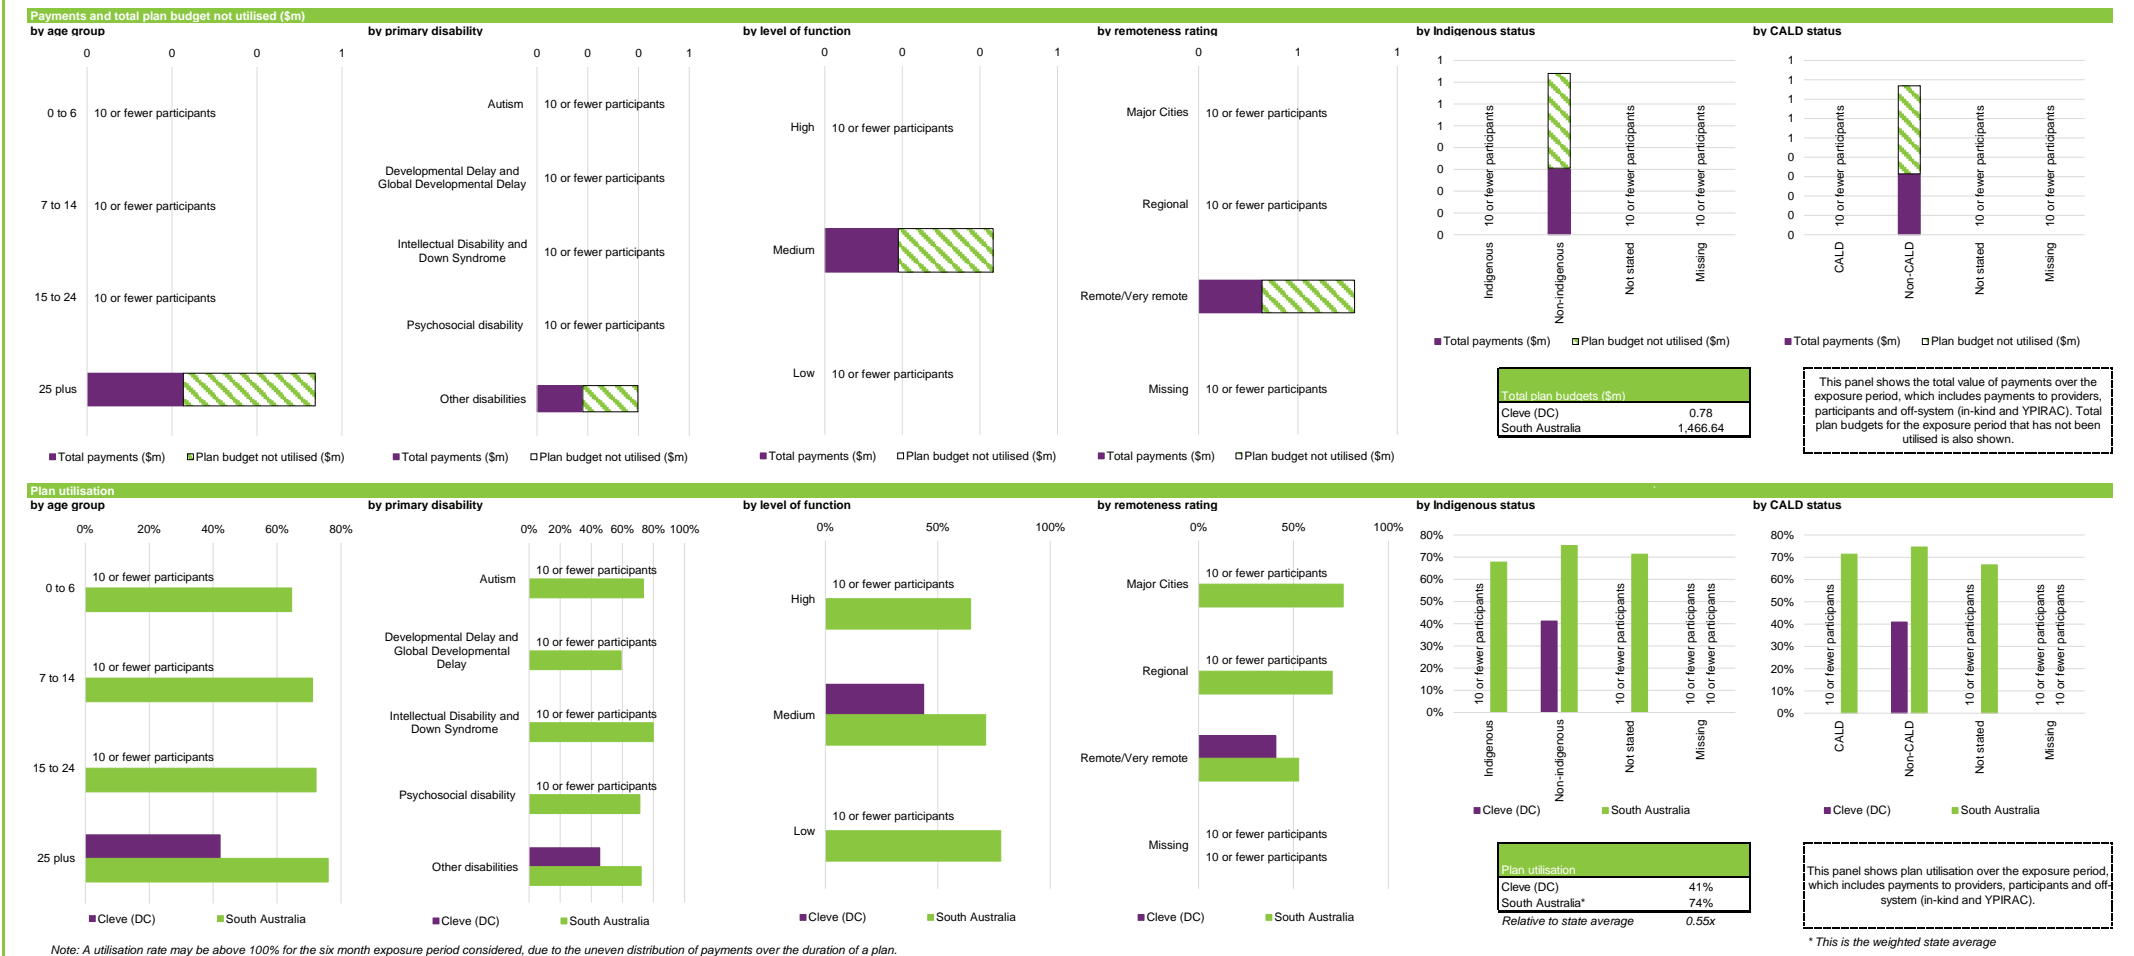 Payments and total plan budget not utilised ($m)
by age group
0 0 0 1
0 to 6 10 or fewer participants
7 to 14 10 or fewer participants
15 to 24 10 or fewer participants
25 plus
Total payments ($m) Plan budget not utilised ($m)
by primary disability
0 0 0 1
Autism 10 or fewer participants
Developmental Delay and
Global Developmental Delay
10 or fewer participants
Intellectual Disability and
Down Syndrome
10 or fewer participants
Psychosocial disability 10 or fewer participants
Other disabilities
Total payments ($m) Plan budget not utilised ($m)
by level of function
0 0 0 1
High 10 or fewer participants
Medium
Low 10 or fewer participants
Total payments ($m) Plan budget not utilised ($m)
by remoteness rating
0 1 1
Major Cities 10 or fewer participants
Regional 10 or fewer participants
Remote/Very remote
Missing 10 or fewer participants
Total payments ($m) Plan budget not utilised ($m)
by Indigenous status
1
1
1
1
0
0
0
0
0
10 or fewer participants
10 or fewer participants
10 or fewer participants
Indigenous
Non-indigenous
Not stated
Missing
Total payments ($m) Plan budget not utilised ($m)
Total plan budgets ($m)
Cleve (DC) 0.78
South Australia 1,466.64
by CALD status
1
1
1
1
1
0
0
0
0
0
10 or fewer participants
10 or fewer participants
10 or fewer participants
CALD
Non-CALD
Not stated
Missing
Total payments ($m) Plan budget not utilised ($m)
This panel shows the total value of payments over the
exposure period, which includes payments to providers,
participants and off-system (in-kind and YPIRAC). Total
plan budgets for the exposure period that has not been
utilised is also shown.
Plan utilisation
by age group
0% 20% 40% 60% 80%
0 to 6 10 or fewer participants
7 to 14 10 or fewer participants
15 to 24 10 or fewer participants
25 plus
Cleve (DC) South Australia
by primary disability
0% 20% 40% 60% 80% 100%
Autism 10 or fewer participants
Developmental Delay and
Global Developmental
Delay
10 or fewer participants
Intellectual Disability and
Down Syndrome
10 or fewer participants
Psychosocial disability 10 or fewer participants
Other disabilities
Cleve (DC) South Australia
by level of function
0% 50% 100%
High 10 or fewer participants
Medium
Low 10 or fewer participants
Cleve (DC) South Australia
by remoteness rating
0% 50% 100%
Major Cities 10 or fewer participants
Regional 10 or fewer participants
Remote/Very remote
Missing 10 or fewer participants
10 or fewer participants
Cleve (DC) South Australia
by Indigenous status
80%
70%
60%
50%
40%
30%
20%
10%
0%
10 or fewer participants
10 or fewer participants
10 or fewer participants
10 or fewer participants
Indigenous
Non-indigenous
Not stated
Missing
Cleve (DC) South Australia
Plan utilisation
Cleve (DC) 41%
South Australia* 74%
Relative to state average 0.55x
by CALD status
80%
70%
60%
50%
40%
30%
20%
10%
0%
10 or fewer participants
10 or fewer participants
10 or fewer participants
10 or fewer participants
CALD
Non-CALD
Not stated
Missing
Cleve (DC) South Australia
This panel shows plan utilisation over the exposure period,
which includes payments to providers, participants and off-
system (in-kind and YPIRAC).
* This is the weighted state average
Note: A utilisation rate may be above 100% for the six month exposure period considered, due to the uneven distribution of payments over the duration of a plan.